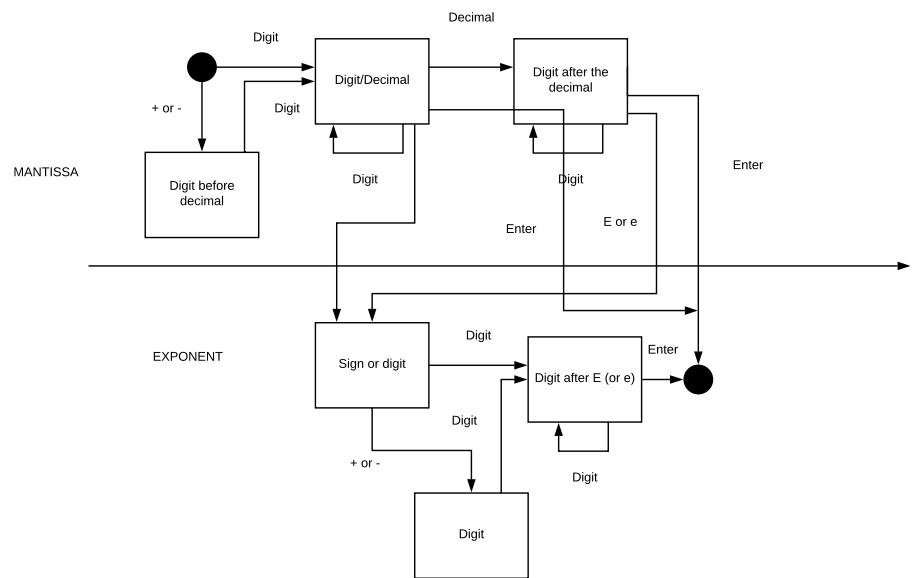 Decimal
Digit
Digit/Decimal
Digit after the
decimal
+ or -
Digit
MANTISSA
Digit before
decimal
Digit
Digit
Enter
Enter
E or e
EXPONENT
Sign or digit
Digit
Digit after E (or e)
Enter
Digit
+ or -
Digit
Digit